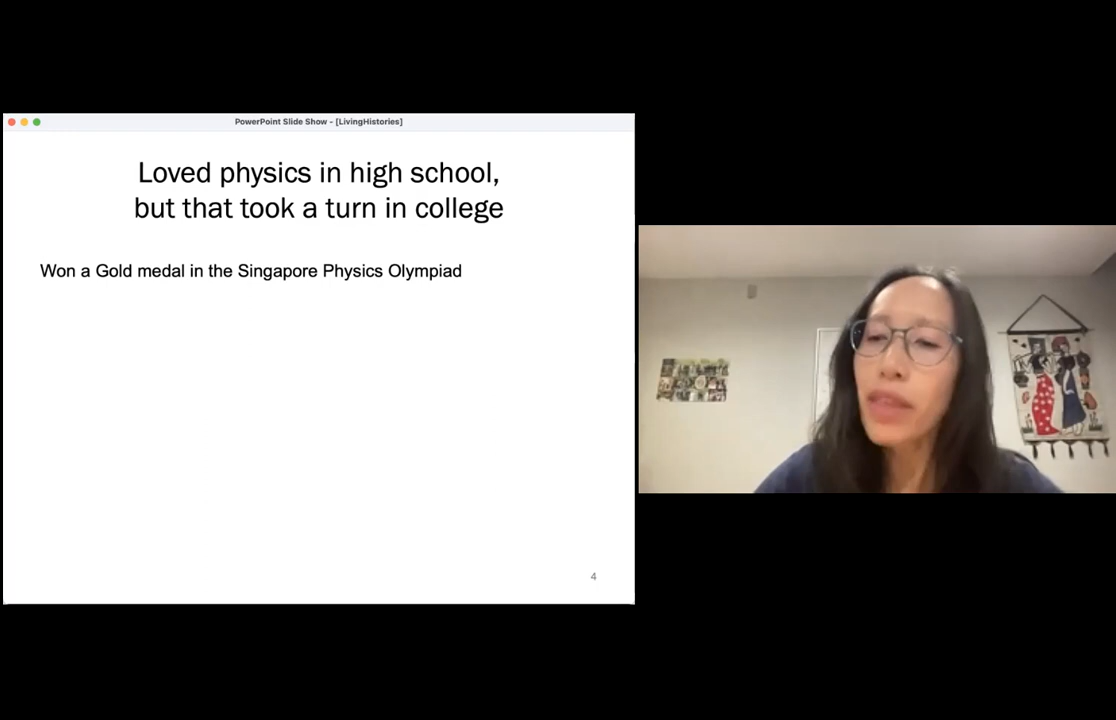 PowerPoint Slide Show - [LivingHistories]
Loved physics in high school,
but that took a turn in college
Won a Gold medal in the Singapore Physics Olympiad
4